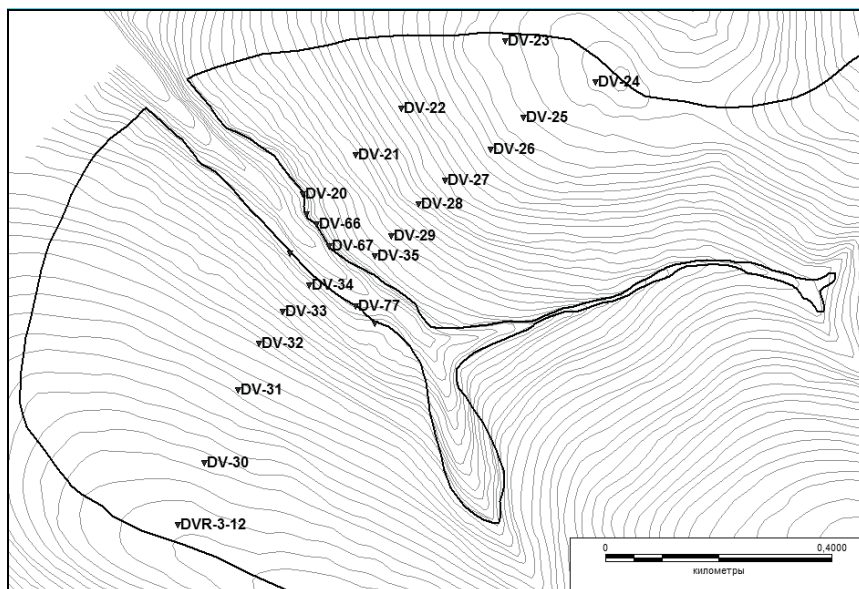 DV-23
DV-24
DV-22
DV-25
DV-26
DV-21
DV-27
DV-20
DV-28
DV-66
DV-29
DV-67
DV-35
DV-34
DV-77
DV-33
DV-32
DV-31
DV-30
DVR-3-12
0 0,4000
километры